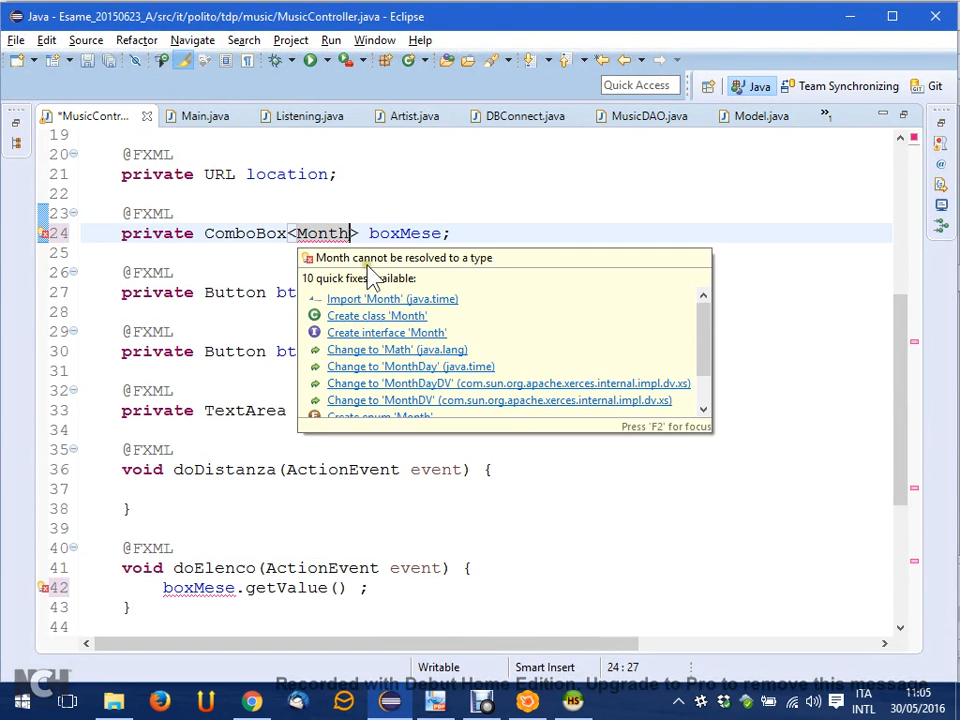 Java - Esame_20150623_A/src/it/polito/tdp/music/MusicController.java - Eclipse
File Edit Source Refactor Navigate Search Project Run Window Help
Quick Access Java Team Synchronizing Git
*MusicContr... Main.java Listening.java Artist.java DBConnect.java MusicDAO.java Model.java »1
19
20 @FXML
21 private URL location;
22
23 @FXML
24 private ComboBox<Month> boxMese;
25
Month cannot be resolved to a type
26 @FXML
10 quick fixes available:
27 private Button bt
Import 'Month' (java.time)
28
Create class 'Month'
29 @FXML
Create interface 'Month'
30 private Button bt
Change to 'Math' (java.lang)
31
Change to 'MonthDay' (java.time)
32 @FXML
Change to 'MonthDayDV' (com.sun.org.apache.xerces.internal.impl.dv.xs)
33 private TextArea
Change to 'MonthDV' (com.sun.org.apache.xerces.internal.impl.dv.xs)
Create enum 'Month'
34
Press 'F2' for focus
35 @FXML
36 void doDistanza(ActionEvent event) {
37
38 }
39
40 @FXML
41 void doElenco(ActionEvent event) {
42 boxMese.getValue() ;
43 }
44
Writable Smart Insert 24 : 27
NCH Recorded with Debut Home Edition. Upgrade to Pro to remove this message
ITA 11:05
INTL 30/05/2016